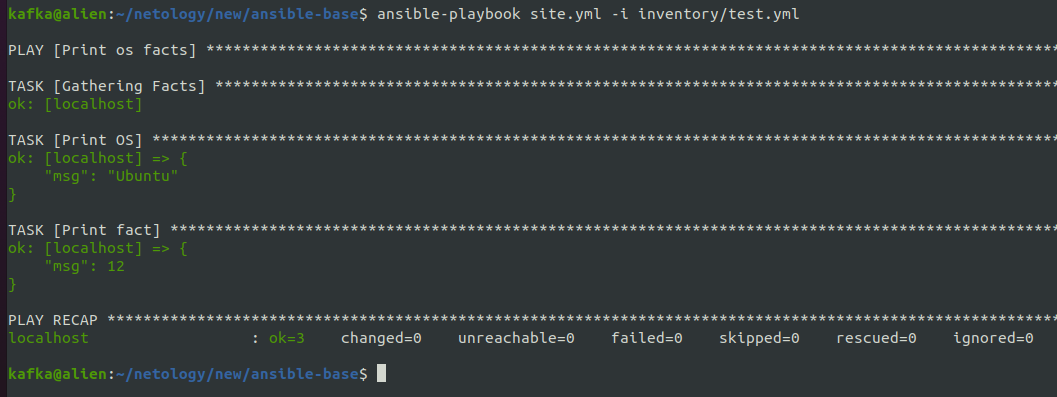 kafka@alien:~/netology/new/ansible-base$ ansible-playbook site.yml -i inventory/test.yml
PLAY [Print os facts] **********************************************************************************************
TASK [Gathering Facts] *********************************************************************************************
ok: [localhost]
TASK [Print OS] ****************************************************************************************************
ok: [localhost] => {
    "msg": "Ubuntu"
}
TASK [Print fact] **************************************************************************************************
ok: [localhost] => {
    "msg": 12
}
PLAY RECAP *********************************************************************************************************
localhost                  : ok=3    changed=0    unreachable=0    failed=0    skipped=0    rescued=0    ignored=0
kafka@alien:~/netology/new/ansible-base$